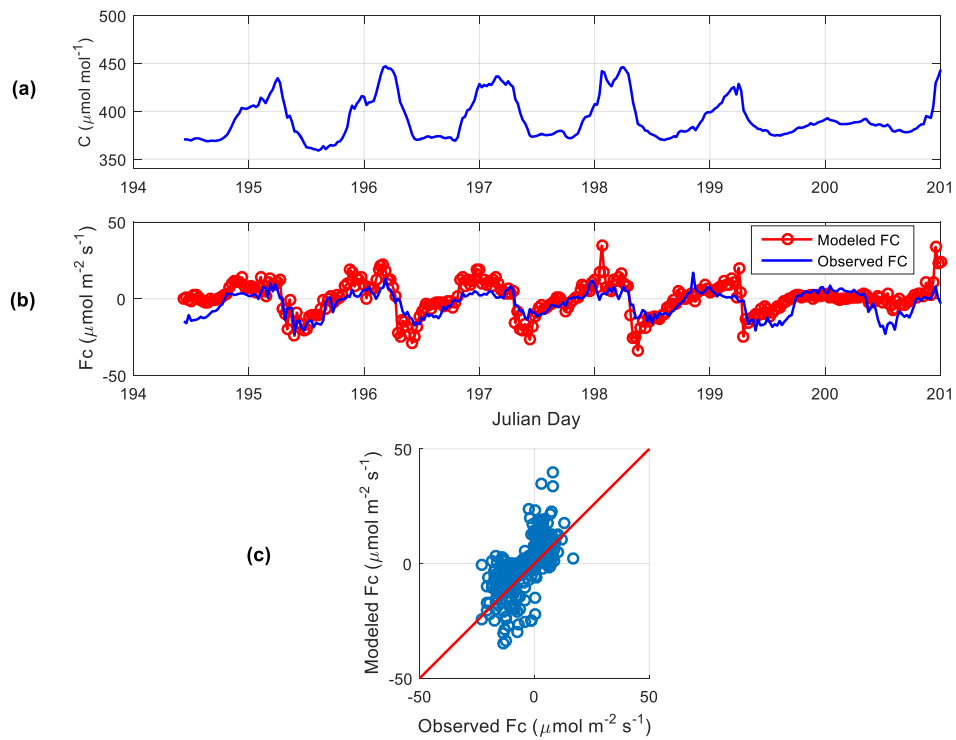 (a)
C (μmol mol⁻¹)
500
450
400
350
194 195 196 197 198 199 200 201
(b)
Fc (μmol m⁻² s⁻¹)
50
0
-50
Modeled FC
Observed FC
194 195 196 197 198 199 200 201
Julian Day
(c)
Modeled Fc (μmol m⁻² s⁻¹)
50
0
-50
-50 0 50
Observed Fc (μmol m⁻² s⁻¹)